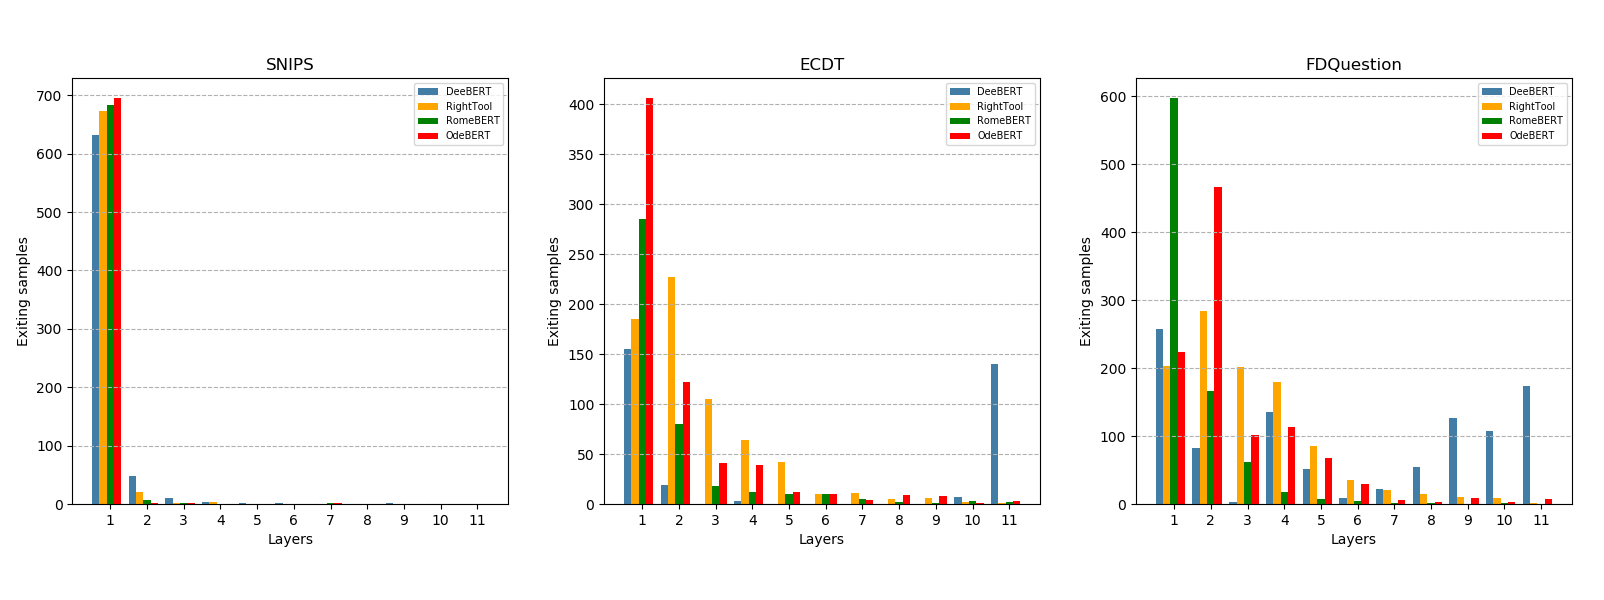 SNIPS
700
600
500
400
300
200
100
0
1 2 3 4 5 6 7 8 9 10 11
Layers
Exiting samples
DeeBERT
RightTool
RomeBERT
OdeBERT
ECDT
400
350
300
250
200
150
100
50
0
1 2 3 4 5 6 7 8 9 10 11
Layers
Exiting samples
DeeBERT
RightTool
RomeBERT
OdeBERT
FDQuestion
600
500
400
300
200
100
0
1 2 3 4 5 6 7 8 9 10 11
Layers
Exiting samples
DeeBERT
RightTool
RomeBERT
OdeBERT